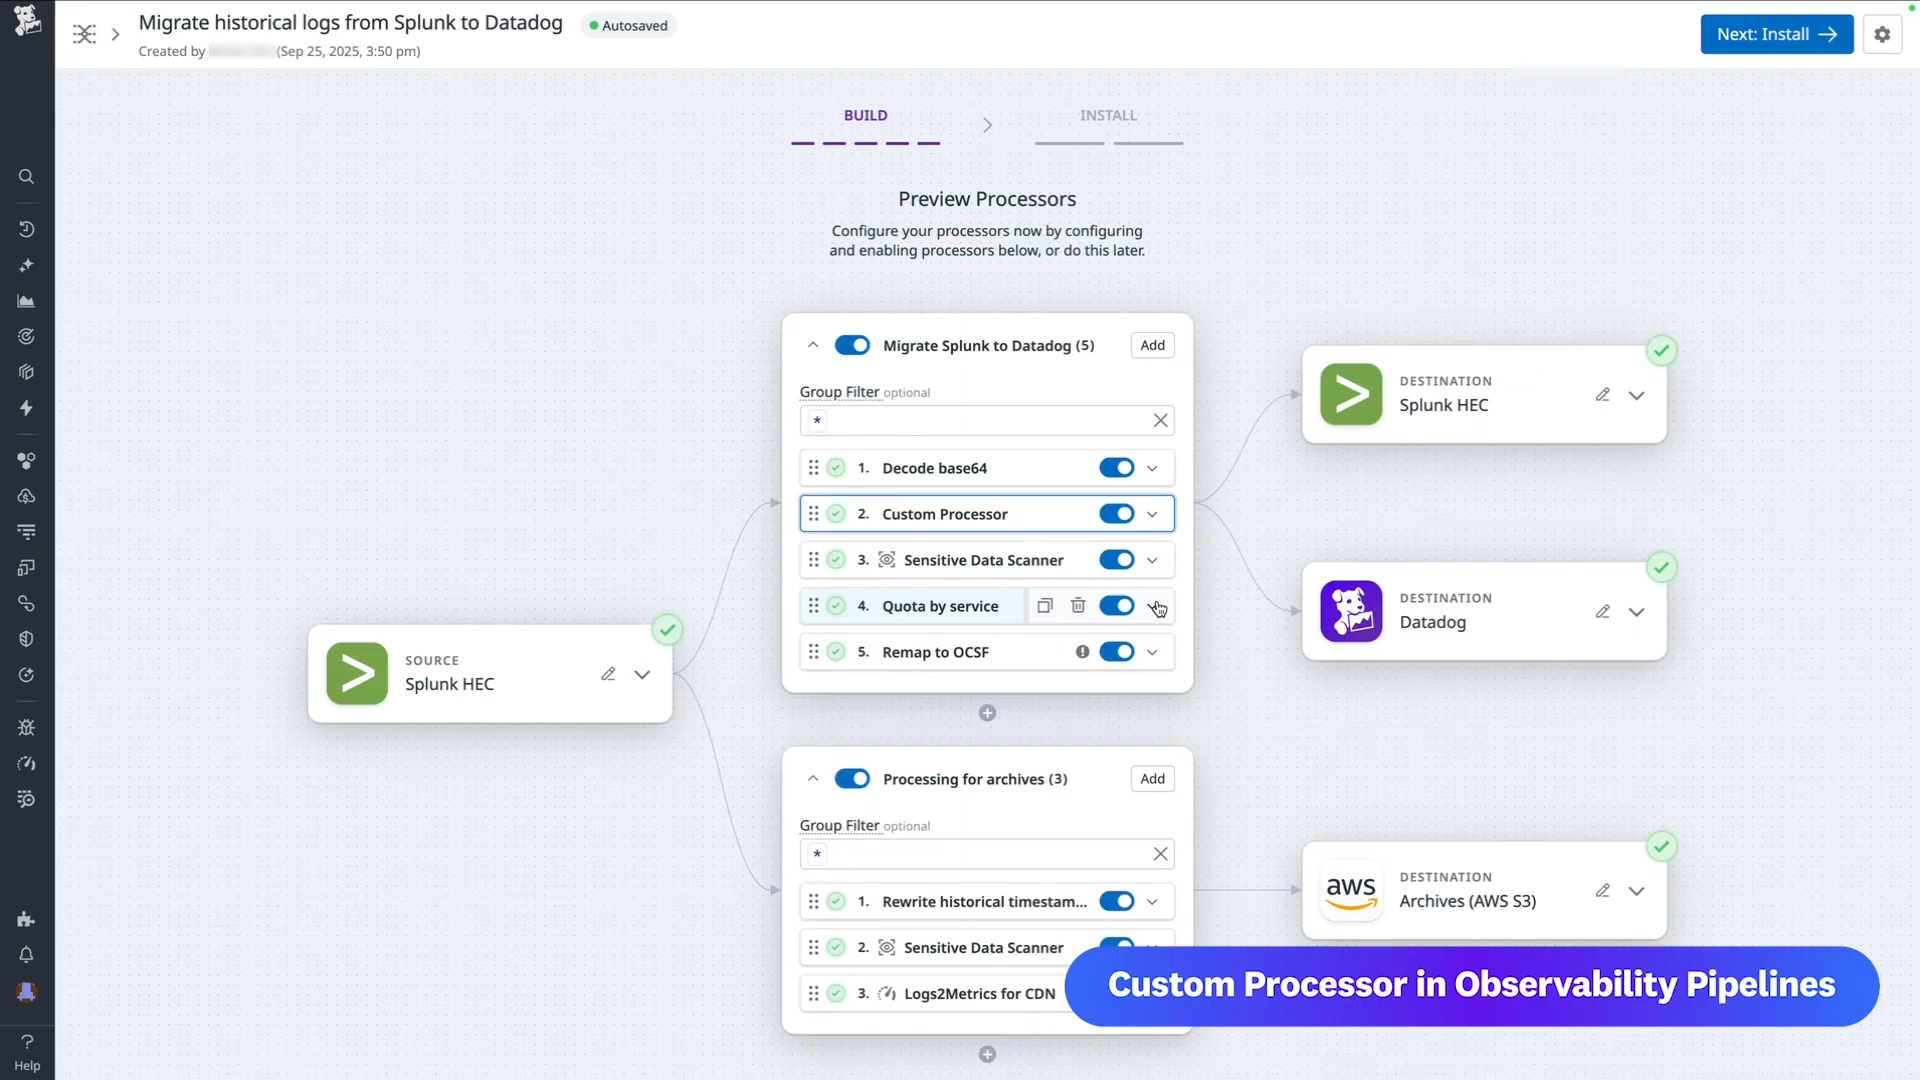 Migrate historical logs from Splunk to Datadog
Autosaved
Created by
(Sep 25, 2025, 3:50 pm)
Next: Install
BUILD
INSTALL
Preview Processors
Configure your processors now by configuring
and enabling processors below, or do this later.
Migrate Splunk to Datadog (5)
Add
Group Filter optional
*
1. Decode base64
2. Custom Processor
3. Sensitive Data Scanner
4. Quota by service
5. Remap to OCSF
SOURCE
Splunk HEC
DESTINATION
Splunk HEC
DESTINATION
Datadog
Processing for archives (3)
Add
Group Filter optional
*
1. Rewrite historical timestam...
2. Sensitive Data Scanner
3. Logs2Metrics for CDN
aws
DESTINATION
Archives (AWS S3)
Custom Processor in Observability Pipelines
Help